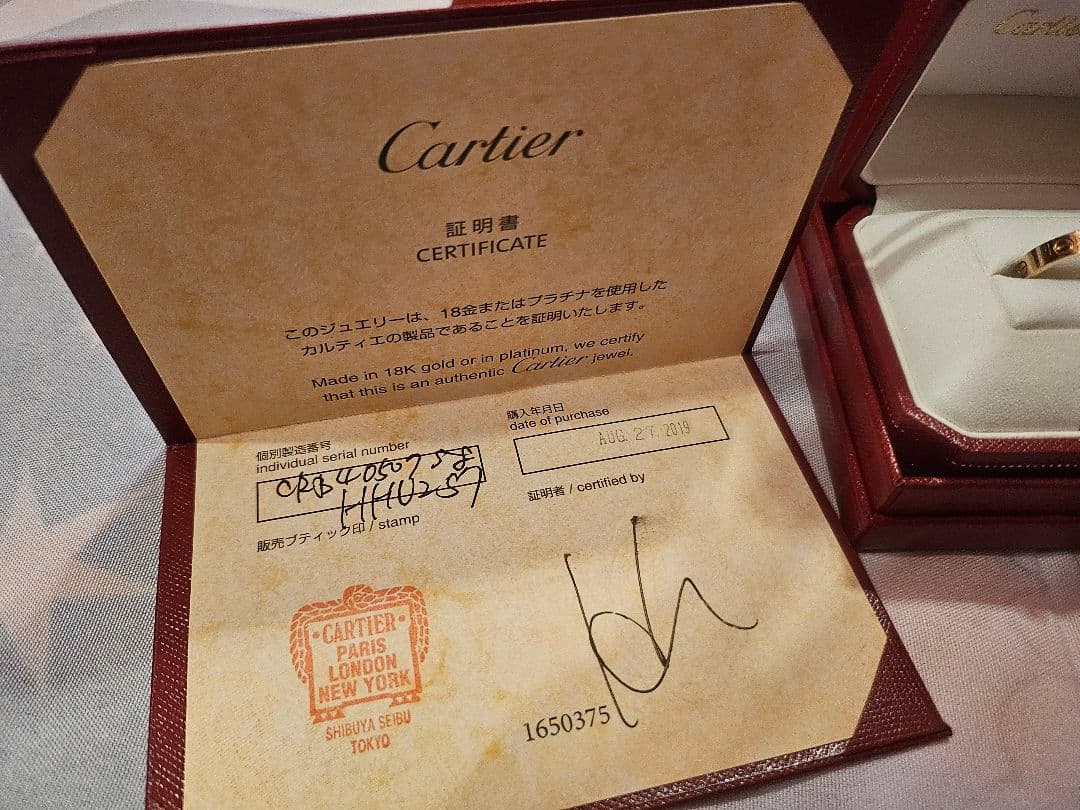 Cartier
証明書
CERTIFICATE
このジュエリーは、18金またはプラチナを使用した
カルティエの製品であることを証明いたします。
Made in 18K gold or in platinum, we certify
that this is an authentic Cartier jewel.
個別製造番号
individual serial number
CRB4050758
HHU257
販売ブティック印 / stamp
購入年月日
date of purchase
AUG. 27. 2019
証明者 / certified by
CARTIER
PARIS
LONDON
NEW YORK
SHIBUYA SEIBU
TOKYO
1650375